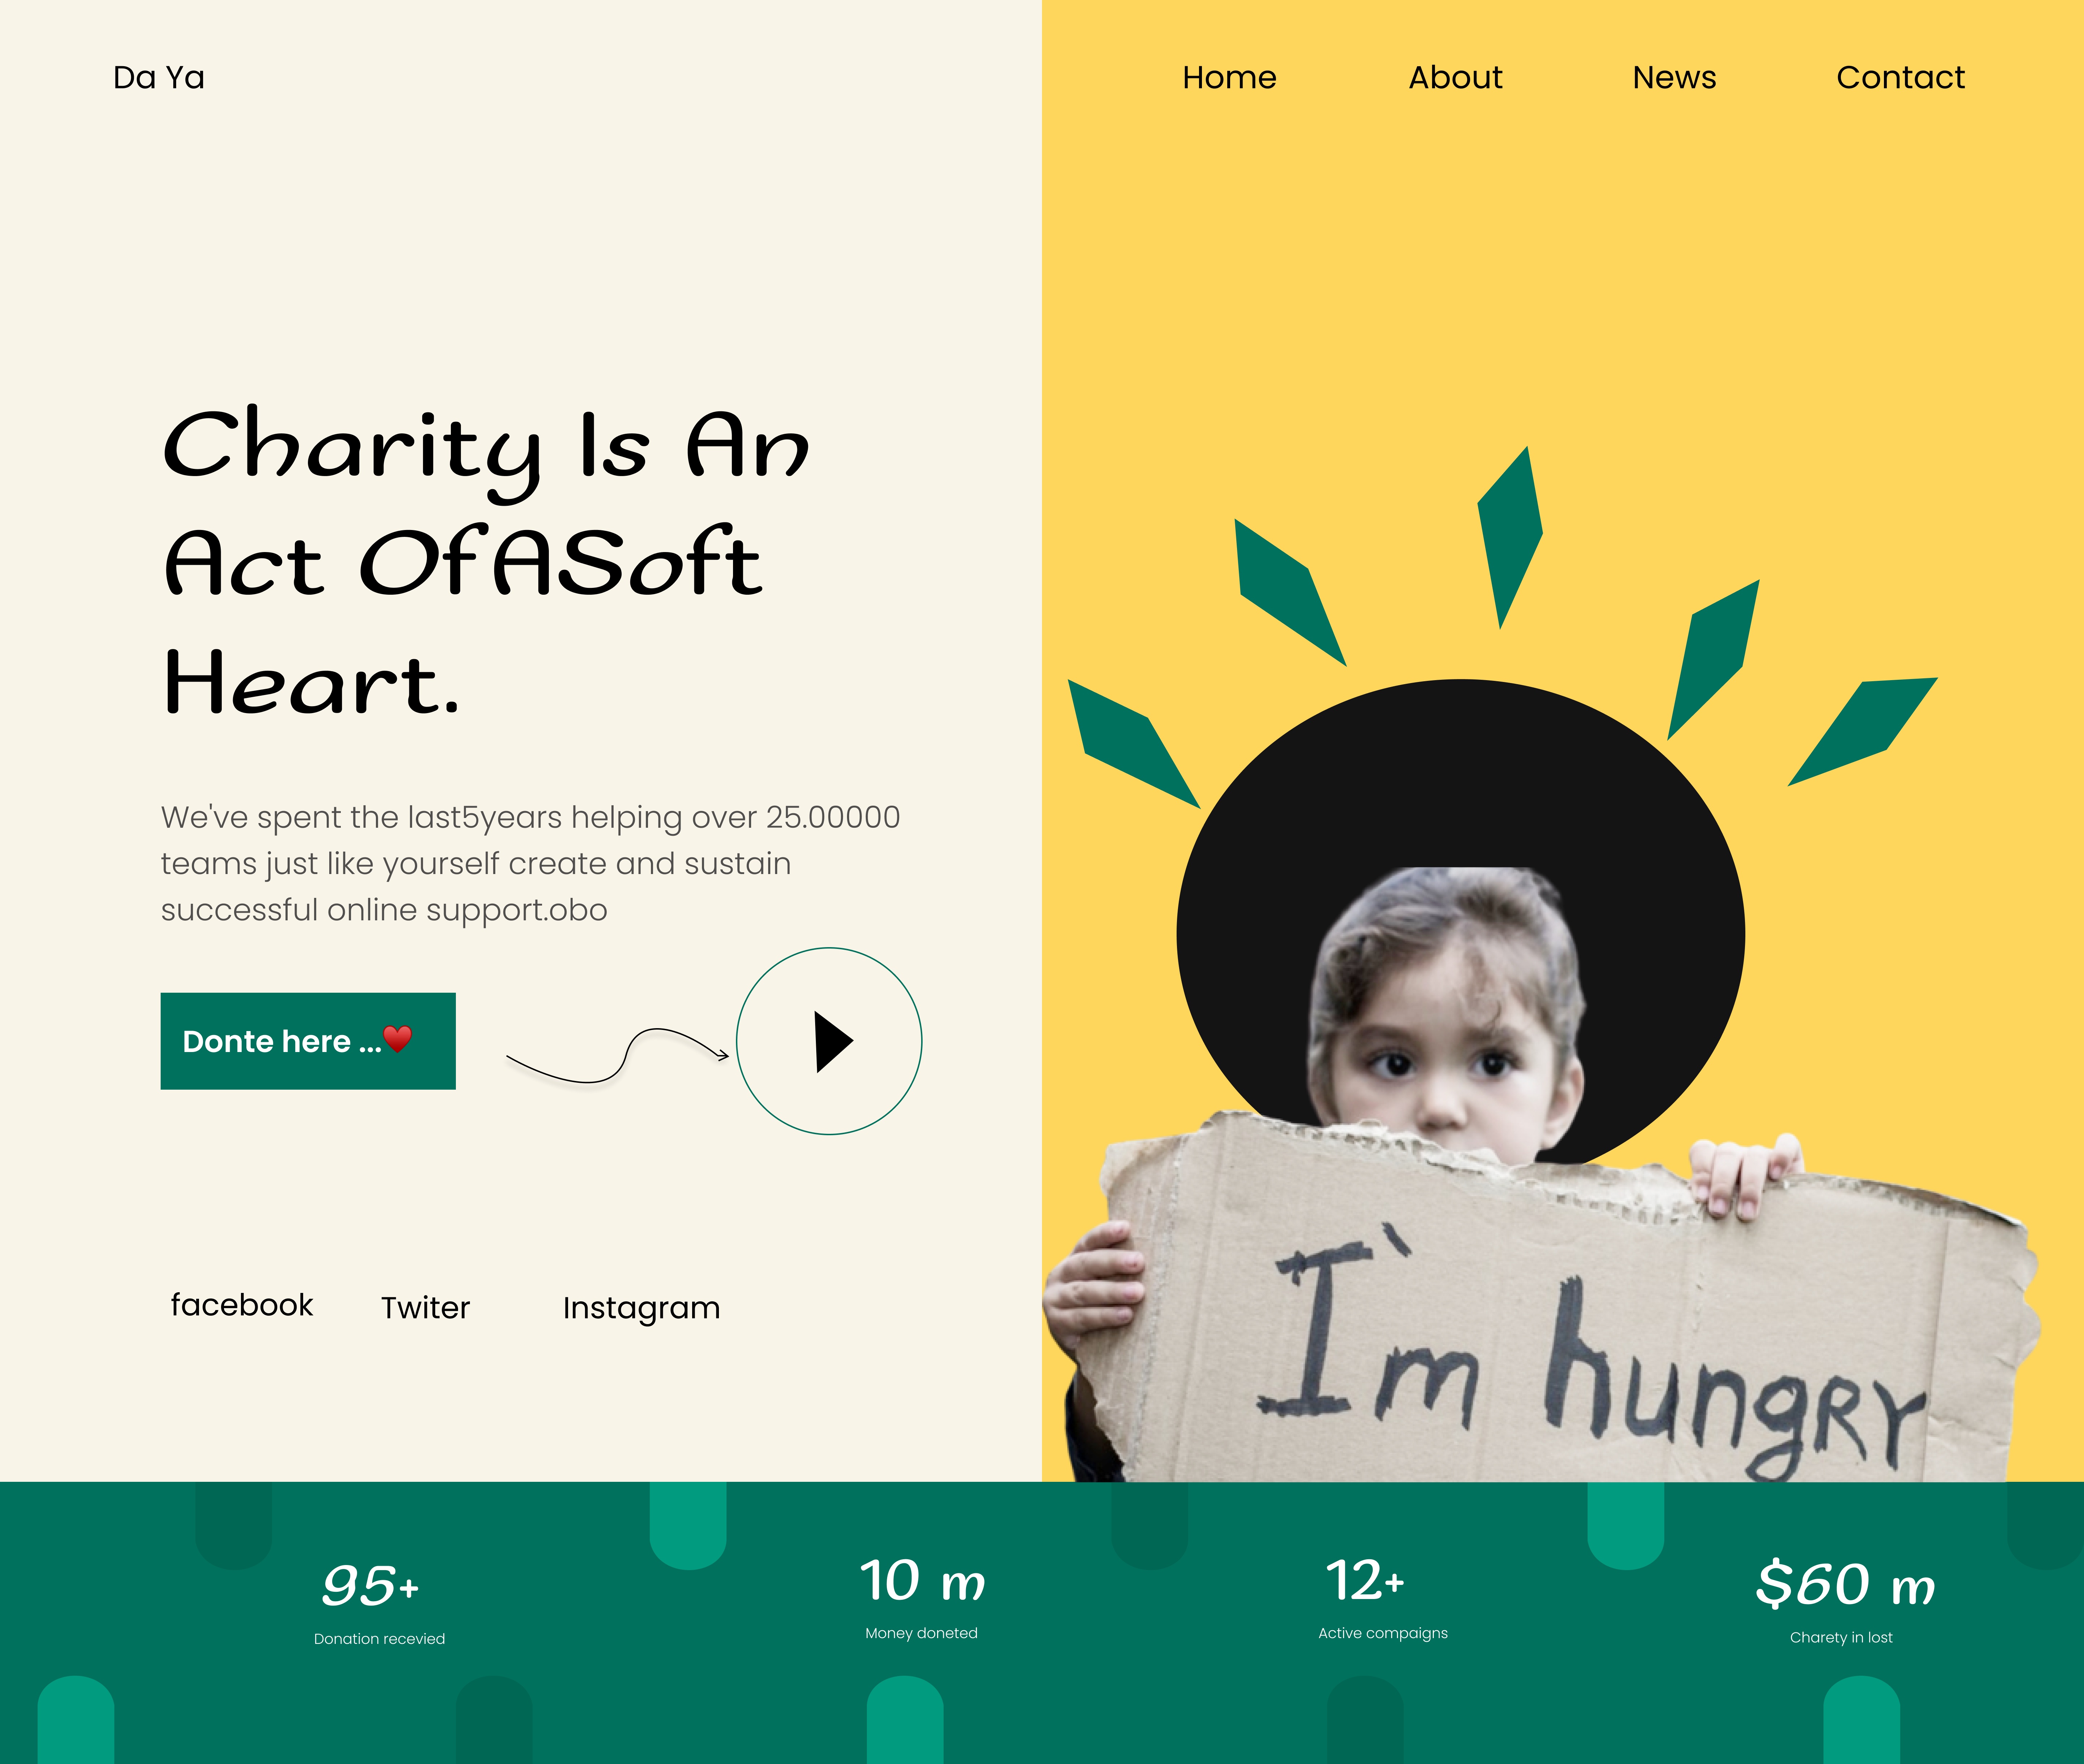 Da Ya
Home About News Contact
Charity Is An
Act OfASoft
Heart.
We've spent the last5years helping over 25.00000
teams just like yourself create and sustain
successful online support.obo
Donte here ...♥
facebook Twiter Instagram
I`m hungRY
95+ 10 m 12+ $60 m
Donation recevied Money doneted Active compaigns Charety in lost